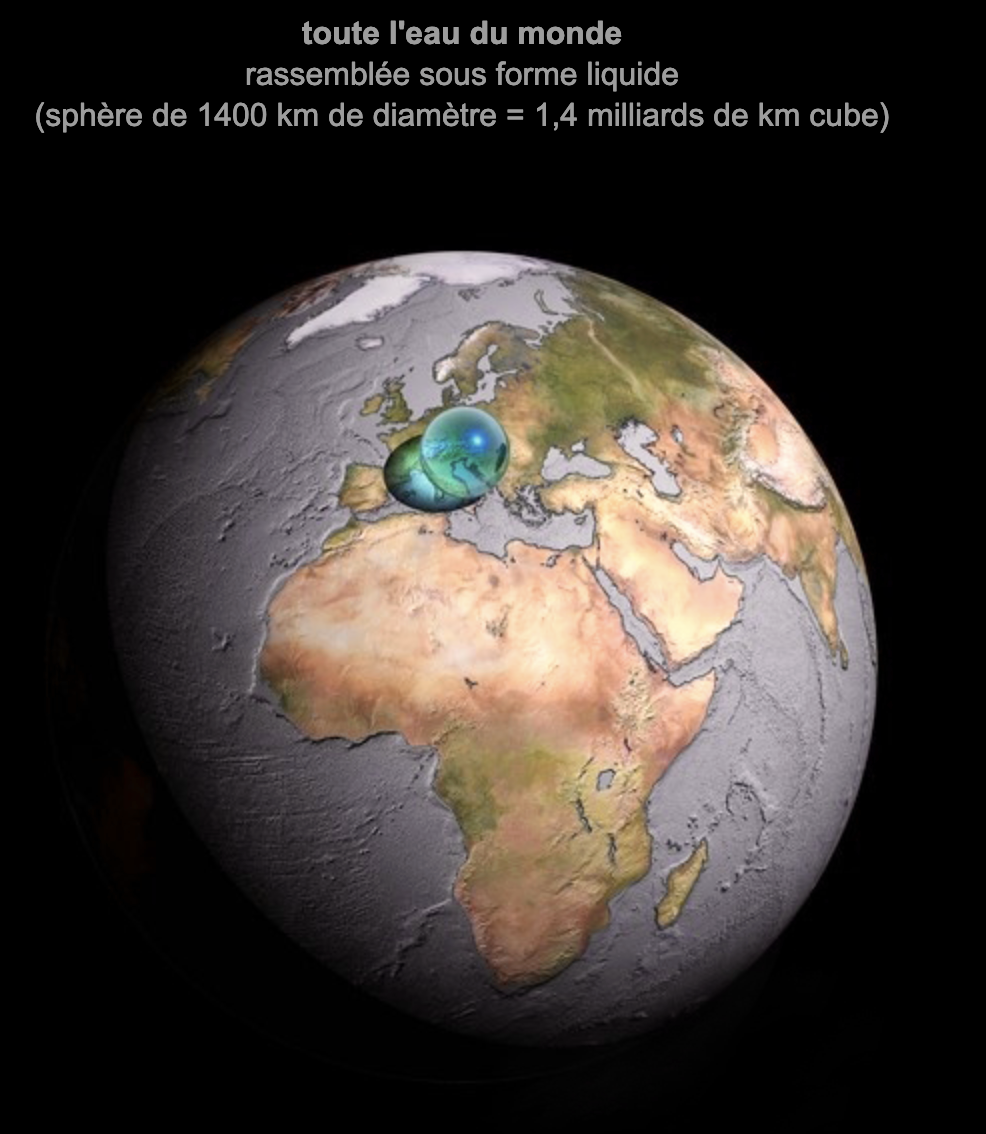 toute l'eau du monde
rassemblée sous forme liquide
(sphère de 1400 km de diamètre = 1,4 milliards de km cube)